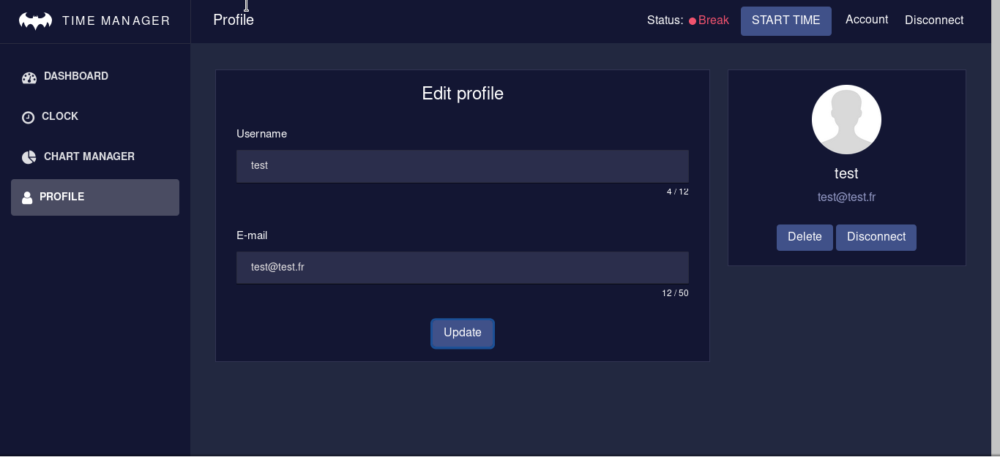 TIME MANAGER
Profile
Status: Break
START TIME
Account
Disconnect
DASHBOARD
CLOCK
CHART MANAGER
PROFILE
Edit profile
Username
test
4 / 12
E-mail
test@test.fr
12 / 50
Update
test
test@test.fr
Delete
Disconnect